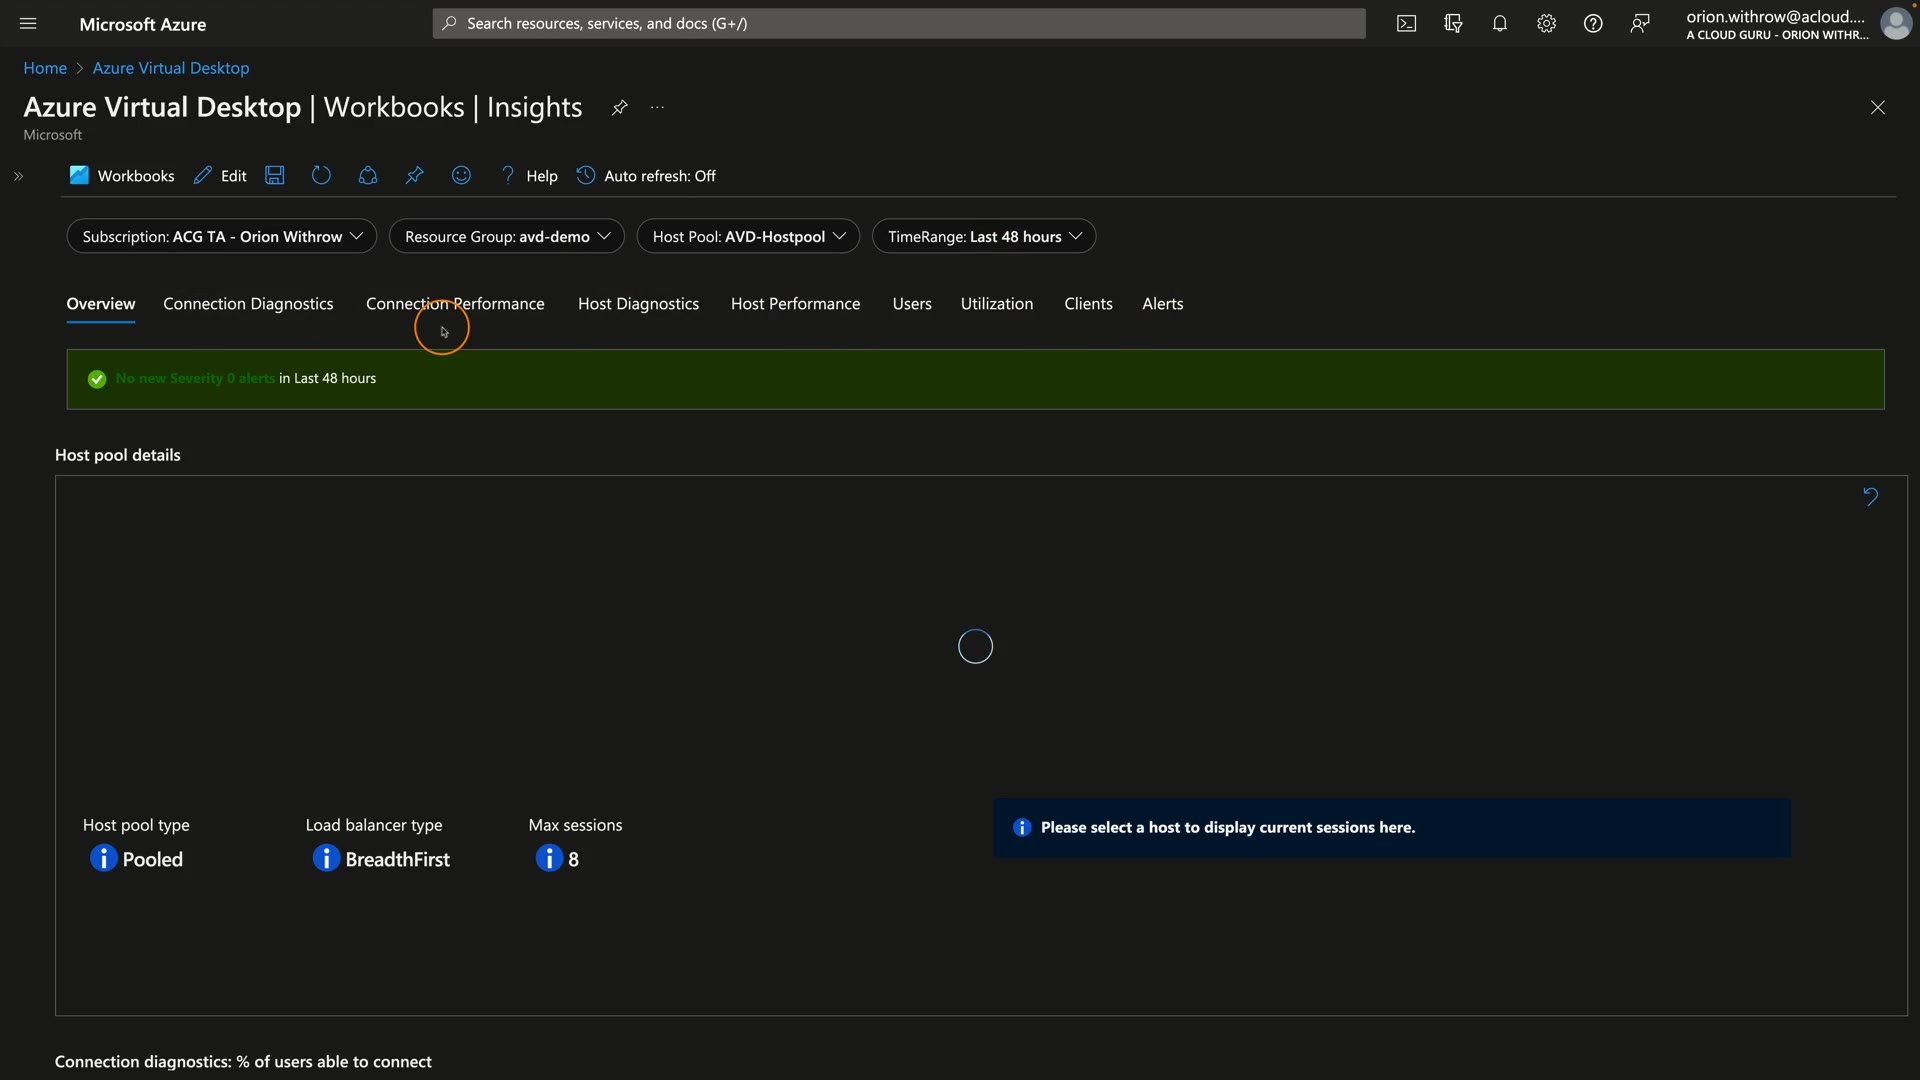 Microsoft Azure
Search resources, services, and docs (G+/)
orion.withrow@acloud....
A CLOUD GURU - ORION WITHR...
Home > Azure Virtual Desktop
Azure Virtual Desktop | Workbooks | Insights
Microsoft
Workbooks Edit Help Auto refresh: Off
Subscription: ACG TA - Orion Withrow Resource Group: avd-demo Host Pool: AVD-Hostpool TimeRange: Last 48 hours
Overview Connection Diagnostics Connection Performance Host Diagnostics Host Performance Users Utilization Clients Alerts
No new Severity 0 alerts in Last 48 hours
Host pool details
Host pool type Load balancer type Max sessions
Pooled BreadthFirst 8
Please select a host to display current sessions here.
Connection diagnostics: % of users able to connect